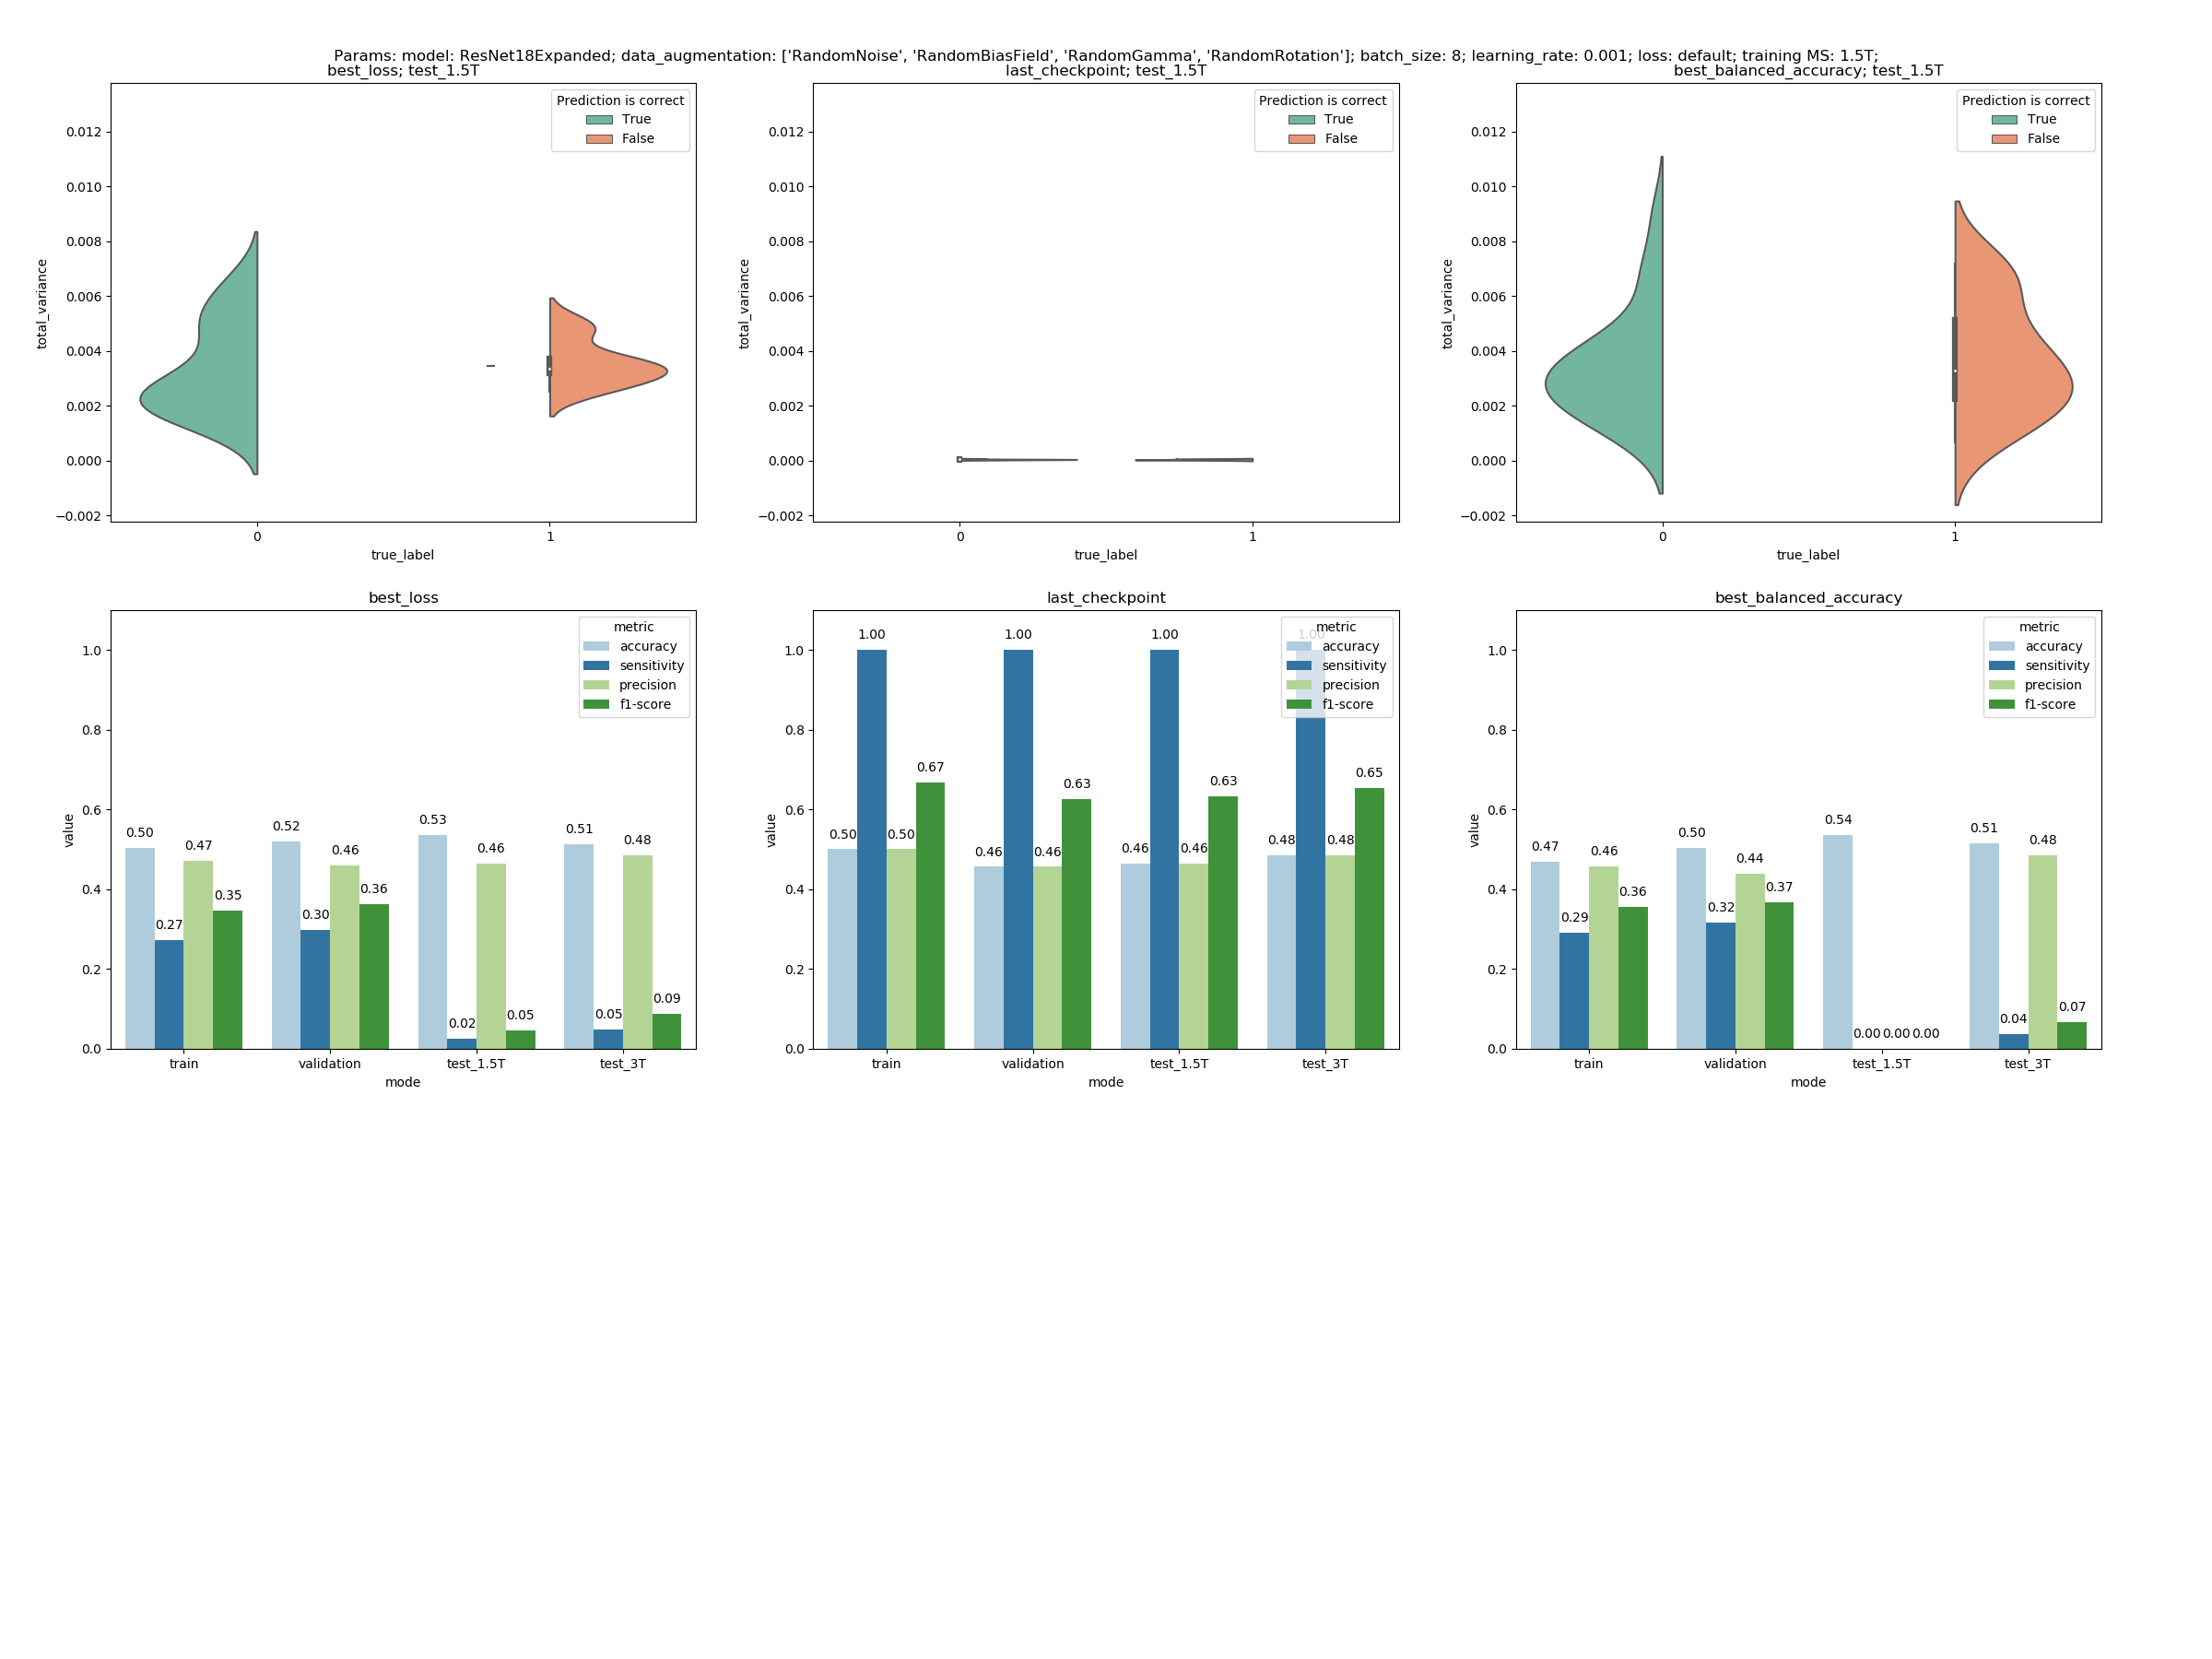 Params: model: ResNet18Expanded; data_augmentation: ['RandomNoise', 'RandomBiasField', 'RandomGamma', 'RandomRotation']; batch_size: 8; learning_rate: 0.001; loss: default; training MS: 1.5T;
best_loss; test_1.5T
Prediction is correct
True
False
0.012
0.010
0.008
0.006
0.004
0.002
0.000
−0.002
total_variance
0
1
true_label
last_checkpoint; test_1.5T
Prediction is correct
True
False
0.012
0.010
0.008
0.006
0.004
0.002
0.000
−0.002
total_variance
0
1
true_label
best_balanced_accuracy; test_1.5T
Prediction is correct
True
False
0.012
0.010
0.008
0.006
0.004
0.002
0.000
−0.002
total_variance
0
1
true_label
best_loss
metric
accuracy
sensitivity
precision
f1-score
1.0
0.8
0.6
0.4
0.2
0.0
value
0.50 0.27 0.47 0.35
0.52 0.30 0.46 0.36
0.53 0.02 0.46 0.05
0.51 0.05 0.48 0.09
train validation test_1.5T test_3T
mode
last_checkpoint
metric
accuracy
sensitivity
precision
f1-score
1.0
0.8
0.6
0.4
0.2
0.0
value
0.50 1.00 0.50 0.67
0.46 1.00 0.46 0.63
0.46 1.00 0.46 0.63
0.48 1.00 0.48 0.65
train validation test_1.5T test_3T
mode
best_balanced_accuracy
metric
accuracy
sensitivity
precision
f1-score
1.0
0.8
0.6
0.4
0.2
0.0
value
0.47 0.29 0.46 0.36
0.50 0.32 0.44 0.37
0.54 0.00 0.00 0.00
0.51 0.04 0.48 0.07
train validation test_1.5T test_3T
mode